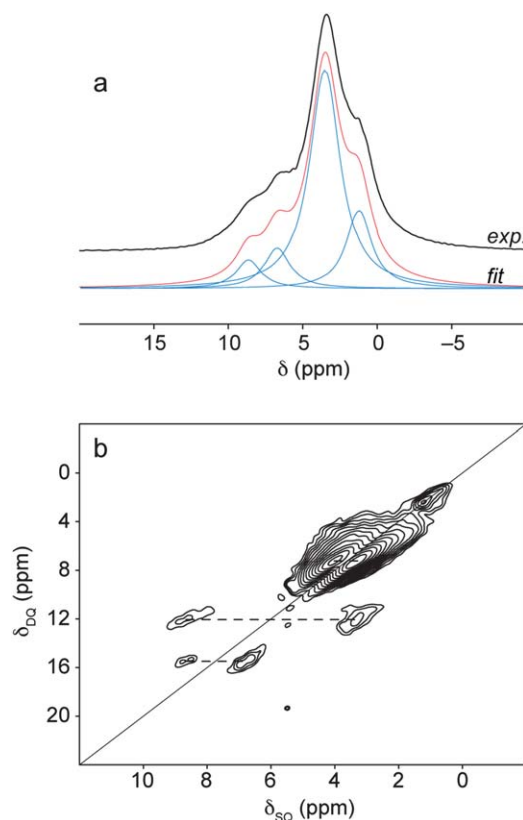 a
exp.
fit
15 10 5 0 –5
δ (ppm)
b
0
4
8
12
16
20
δDQ (ppm)
10 8 6 4 2 0
δSQ (ppm)